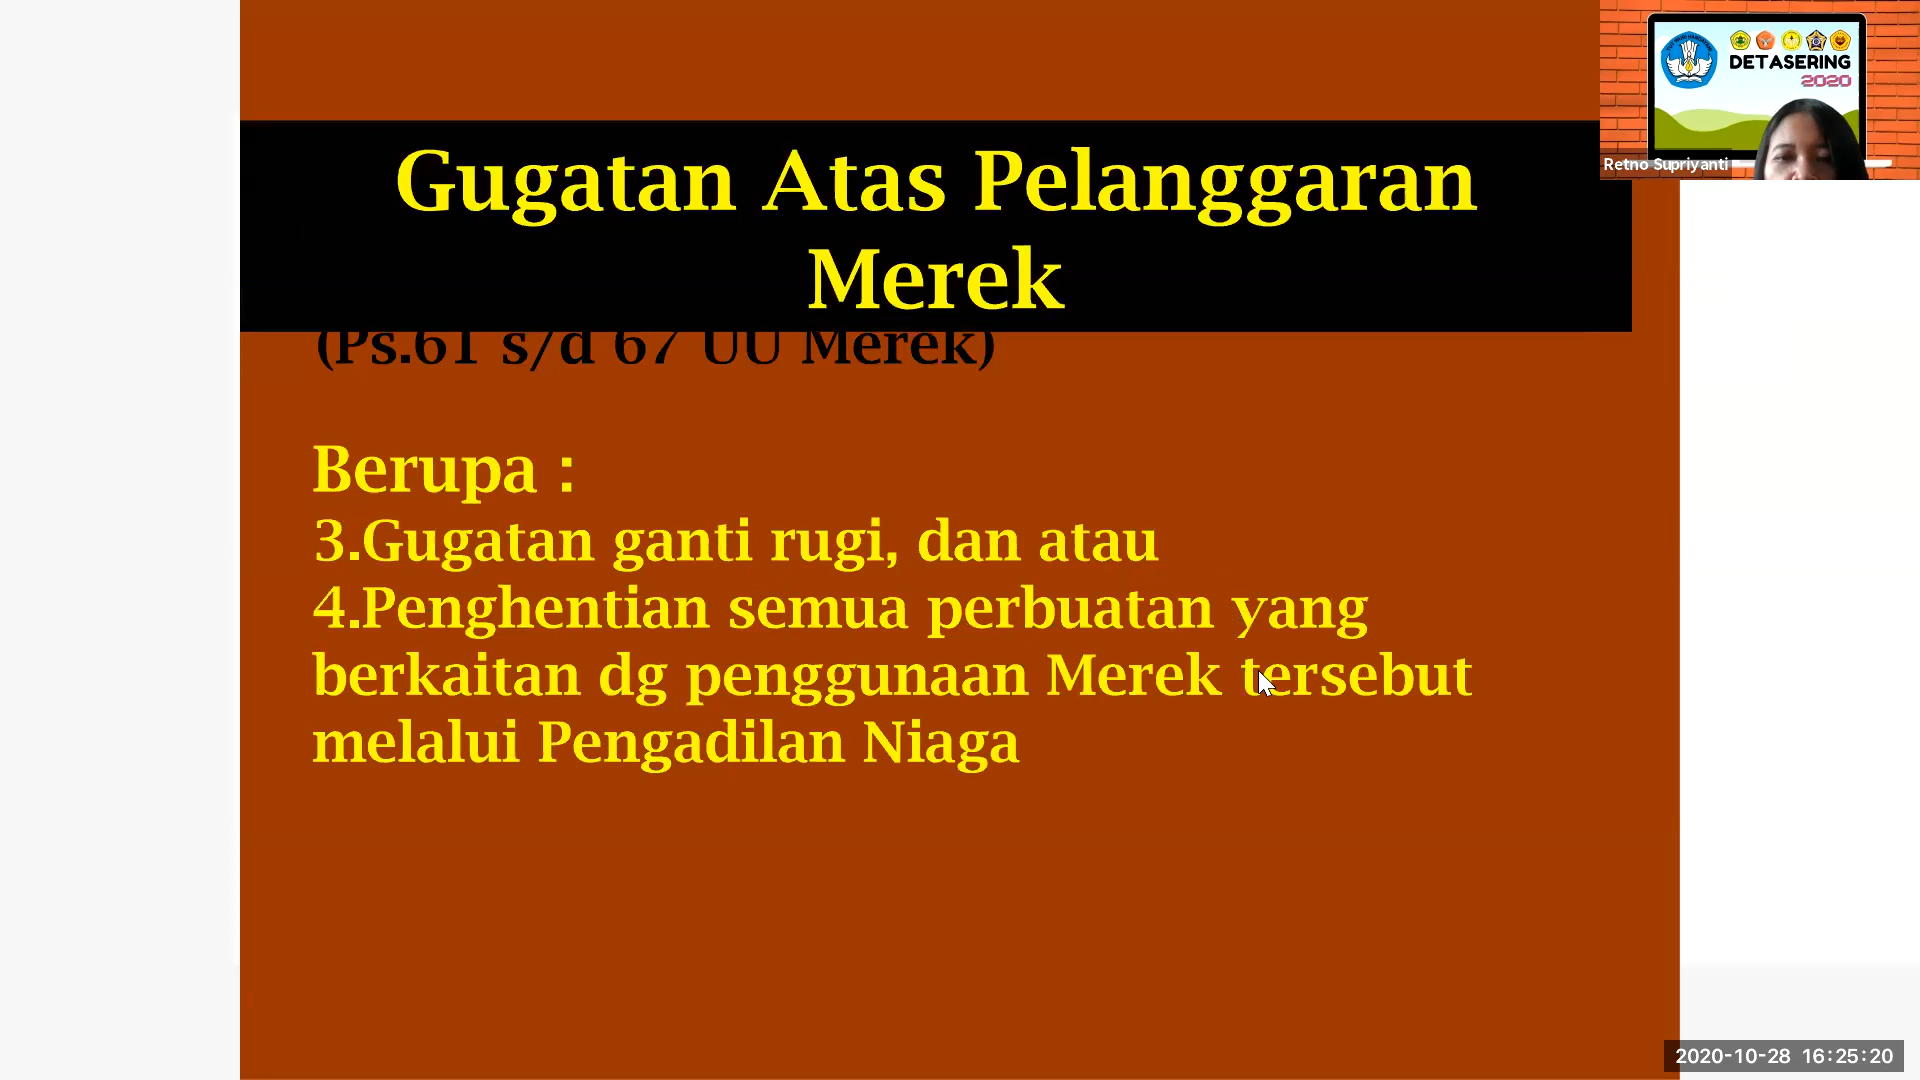 Gugatan Atas Pelanggaran
Merek
(Ps.61 s/d 67 UU Merek)
Berupa :
3.Gugatan ganti rugi, dan atau
4.Penghentian semua perbuatan yang
berkaitan dg penggunaan Merek tersebut
melalui Pengadilan Niaga
DETASERING
2020
Retno Supriyanti
2020-10-28 16:25:20